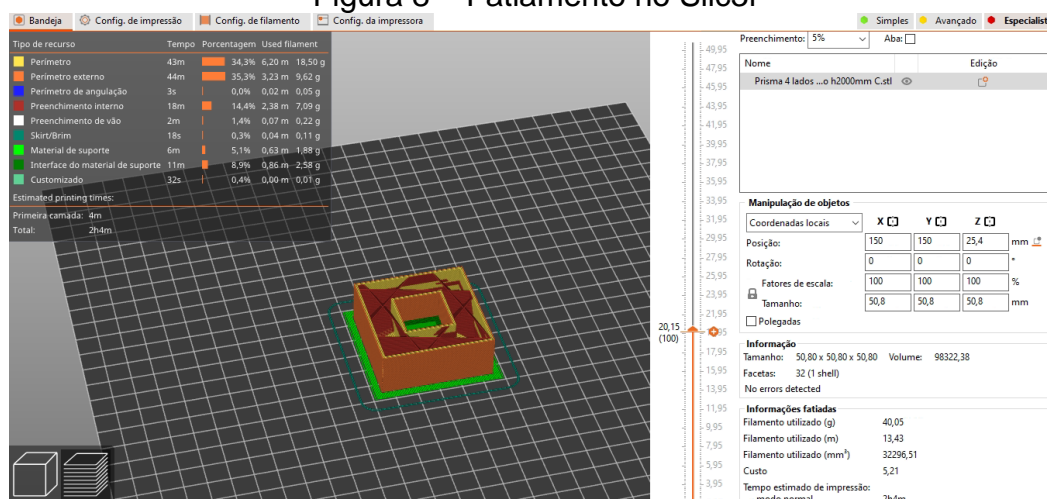 Figura 8 – Fatiamento no Slicer
Bandeja Config. de impressão Config. de filamento Config. da impressora Simples Avançado Especialist
Tipo de recurso Tempo Porcentagem Used filament
Perímetro 43m 34,3% 6,20 m 18,50 g
Perímetro externo 44m 35,3% 3,23 m 9,62 g
Perímetro de angulação 3s 0,0% 0,02 m 0,05 g
Preenchimento interno 18m 14,4% 2,38 m 7,09 g
Preenchimento de vão 2m 1,4% 0,07 m 0,22 g
Skirt/Brim 18s 0,3% 0,04 m 0,11 g
Material de suporte 6m 5,1% 0,63 m 1,88 g
Interface do material de suporte 11m 8,9% 0,86 m 2,58 g
Customizado 32s 0,4% 0,00 m 0,01 g
Estimated printing times:
Primeira camada: 4m
Total: 2h4m
49,95
47,95
45,95
43,95
41,95
39,95
37,95
35,95
33,95
31,95
29,95
27,95
25,95
23,95
21,95
20,15
(100)
17,95
15,95
13,95
11,95
9,95
7,95
5,95
3,95
Preenchimento: 5% Aba:
Nome Edição
Prisma 4 lados ...o h2000mm C.stl
Manipulação de objetos
Coordenadas locais X Y Z
Posição: 150 150 25,4 mm
Rotação: 0 0 0 °
Fatores de escala: 100 100 100 %
Tamanho: 50,8 50,8 50,8 mm
Polegadas
Informação
Tamanho: 50,80 x 50,80 x 50,80 Volume: 98322,38
Facetas: 32 (1 shell)
No errors detected
Informações fatiadas
Filamento utilizado (g) 40,05
Filamento utilizado (m) 13,43
Filamento utilizado (mm³) 32296,51
Custo 5,21
Tempo estimado de impressão:
modo normal 2h4m